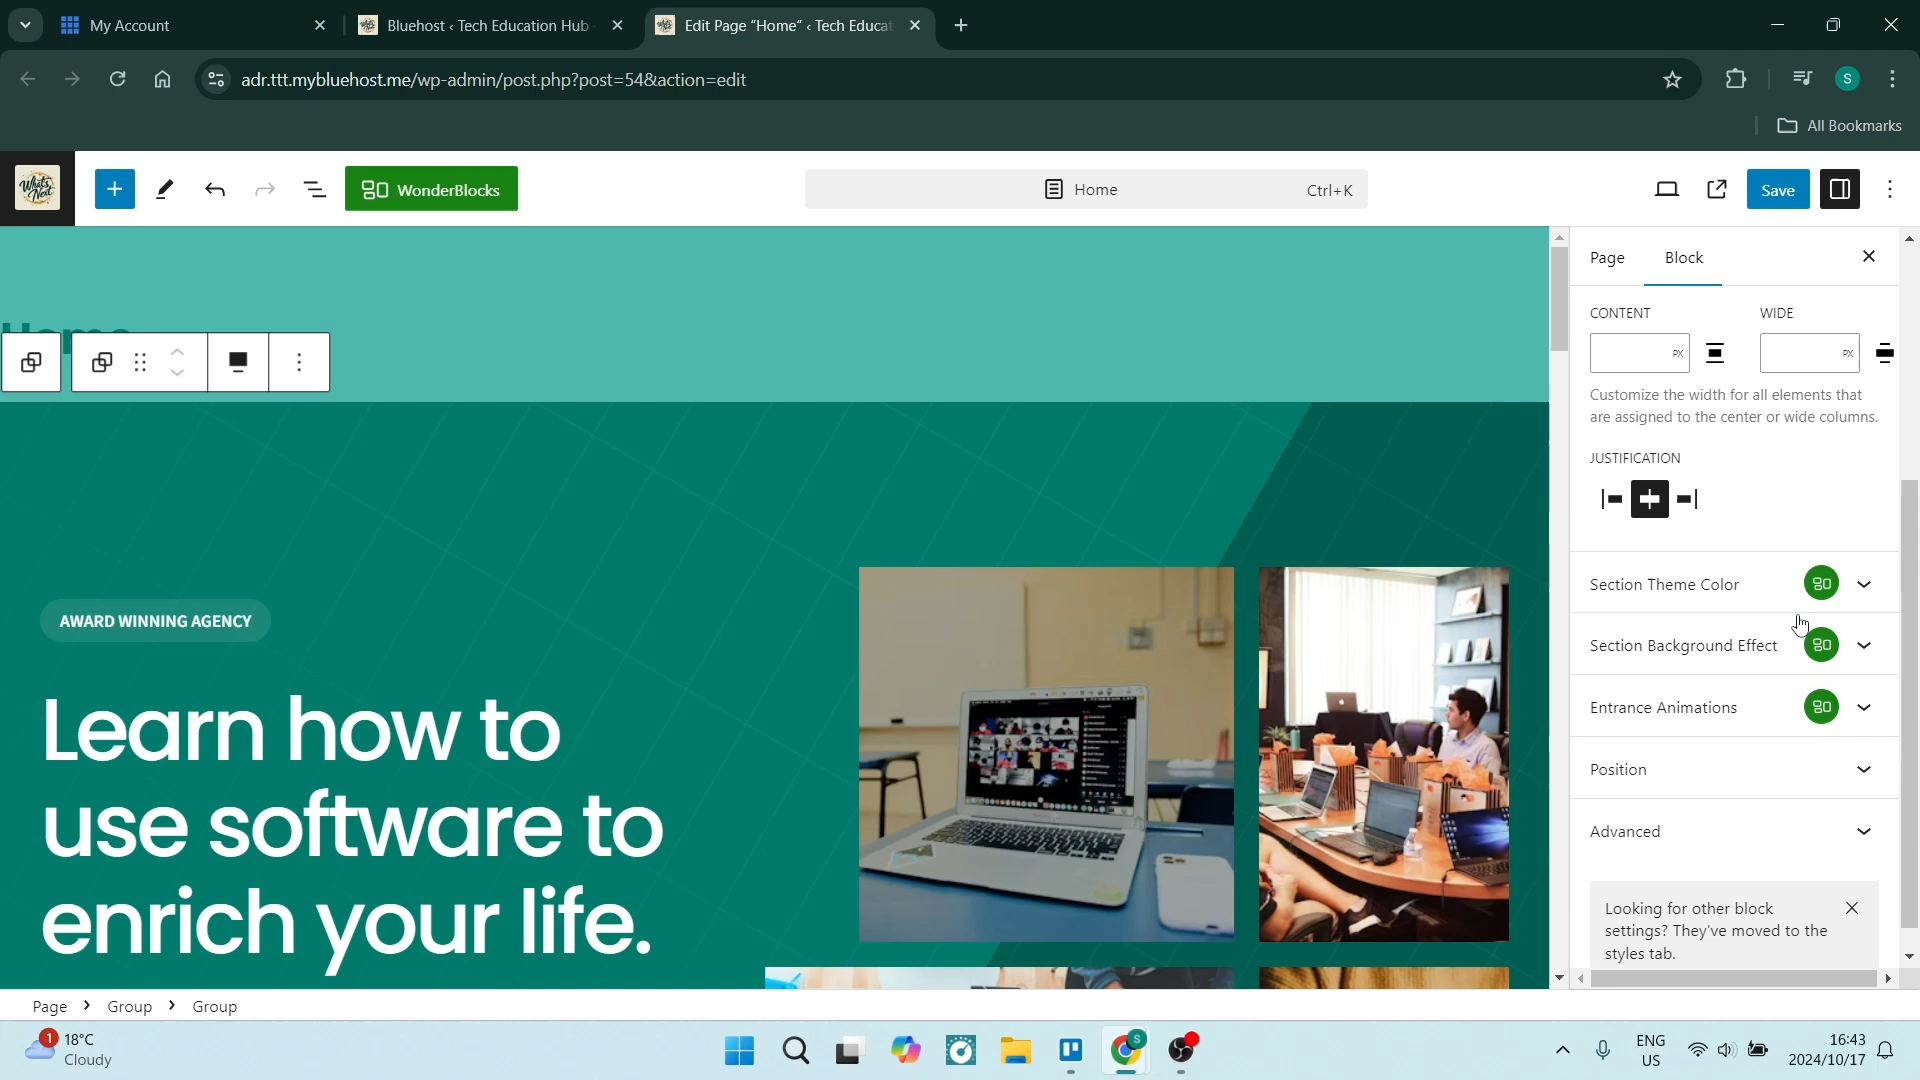 My Account
Bluehost ‹ Tech Education Hub
Edit Page "Home" ‹ Tech Educat
adr.ttt.mybluehost.me/wp-admin/post.php?post=54&action=edit
S
All Bookmarks
What's Next
WonderBlocks
Home
Ctrl+K
Save
Page
Block
CONTENT
WIDE
PX
PX
Customize the width for all elements that
are assigned to the center or wide columns.
JUSTIFICATION
Section Theme Color
Section Background Effect
Entrance Animations
Position
Advanced
Looking for other block
settings? They've moved to the
styles tab.
Home
AWARD WINNING AGENCY
Learn how to
use software to
enrich your life.
Page > Group > Group
1
18°C
Cloudy
S
ENG
US
16:43
2024/10/17